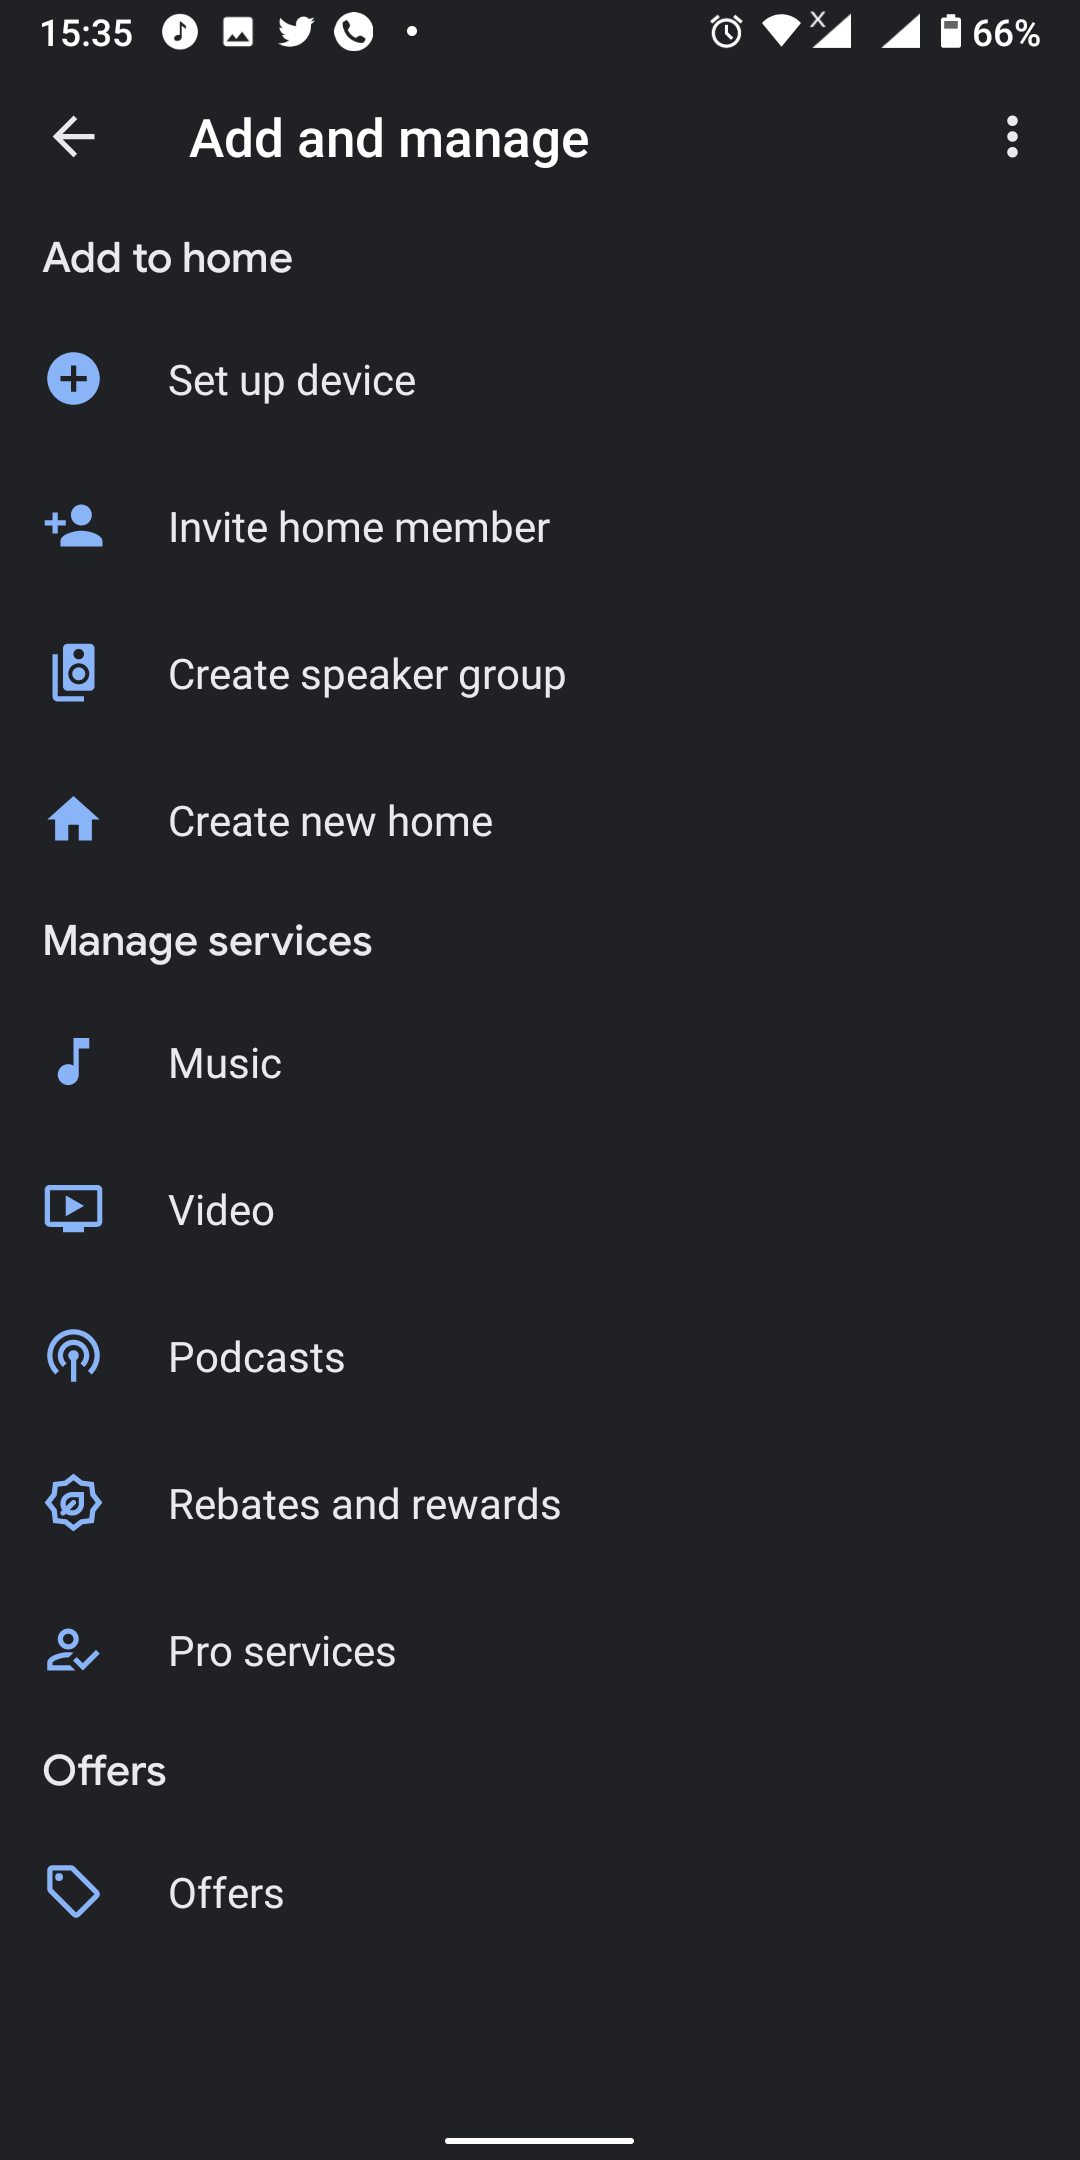 15:35
66%
Add and manage
Add to home
Set up device
Invite home member
Create speaker group
Create new home
Manage services
Music
Video
Podcasts
Rebates and rewards
Pro services
Offers
Offers